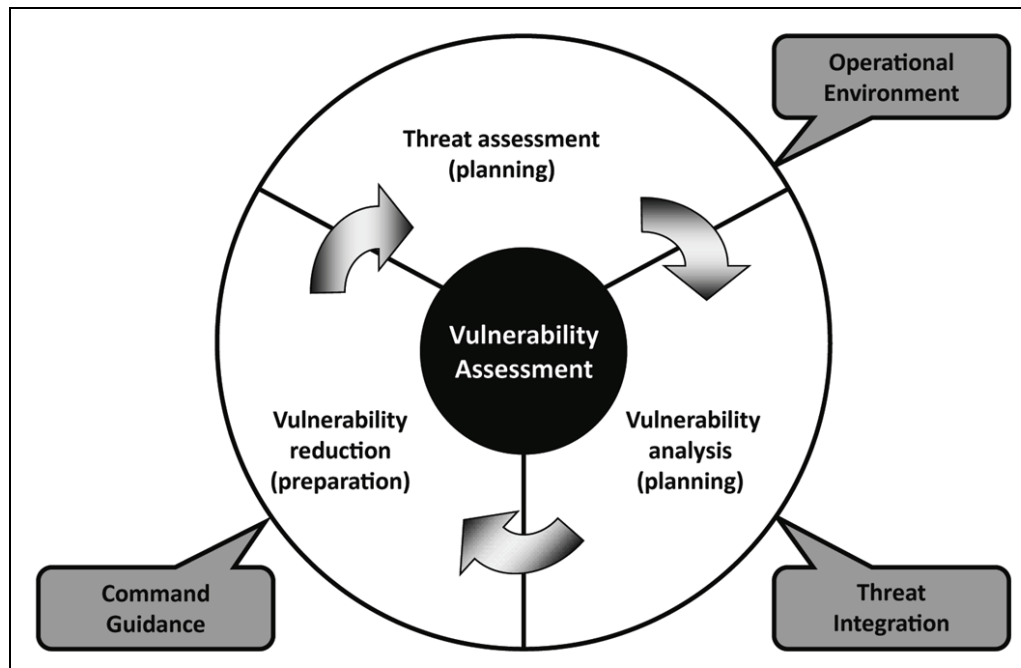 Operational
Environment
Threat assessment
(planning)
Vulnerability
Assessment
Vulnerability
reduction
(preparation)
Vulnerability
analysis
(planning)
Command
Guidance
Threat
Integration